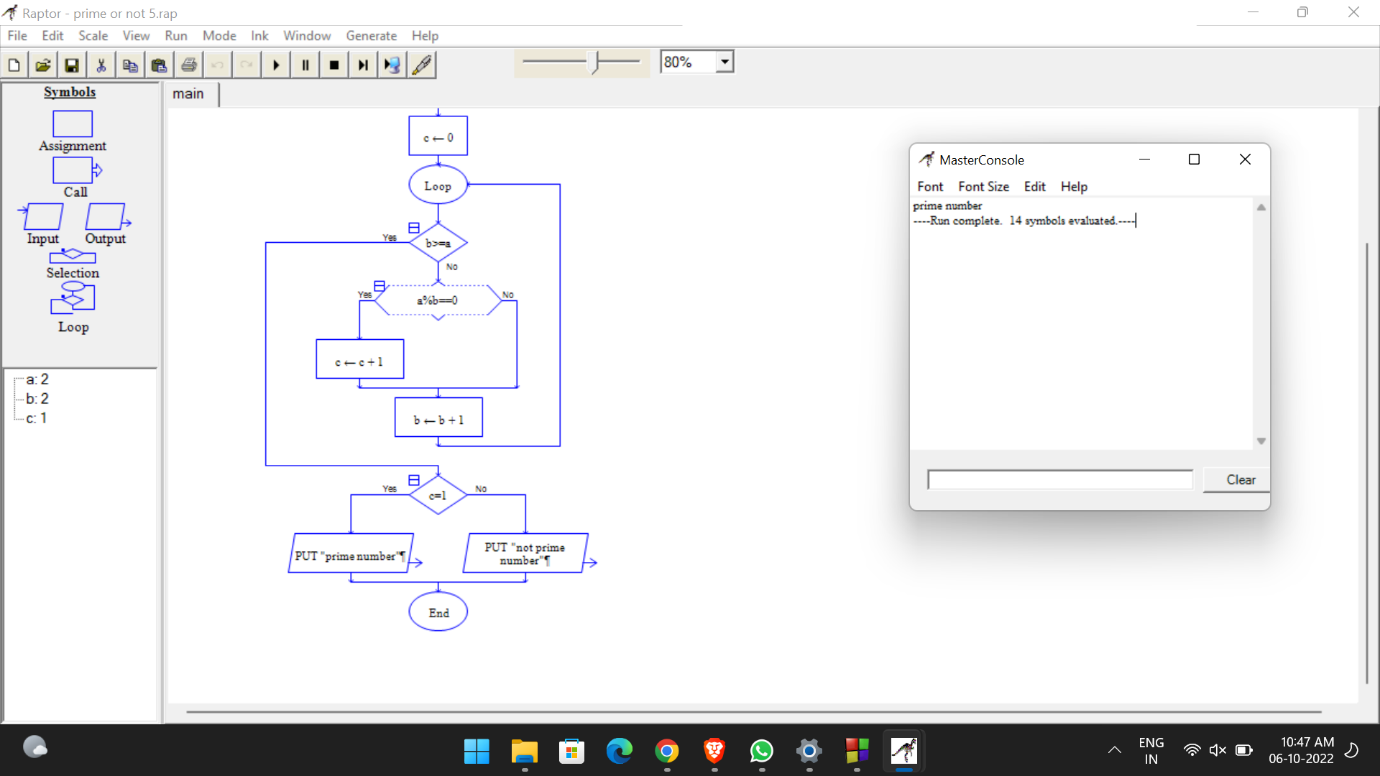 Raptor - prime or not 5.rap
File Edit Scale View Run Mode Ink Window Generate Help
80%
Symbols
main
Assignment
Call
Input Output
Selection
Loop
a: 2
b: 2
c: 1
c ← 0
Loop
Yes
b>=a
No
Yes
a%b==0
No
c ← c + 1
b ← b + 1
Yes
c=1
No
PUT "prime number"¶
PUT "not prime
number"¶
End
MasterConsole
Font Font Size Edit Help
prime number
----Run complete. 14 symbols evaluated.----
Clear
ENG
IN
10:47 AM
06-10-2022